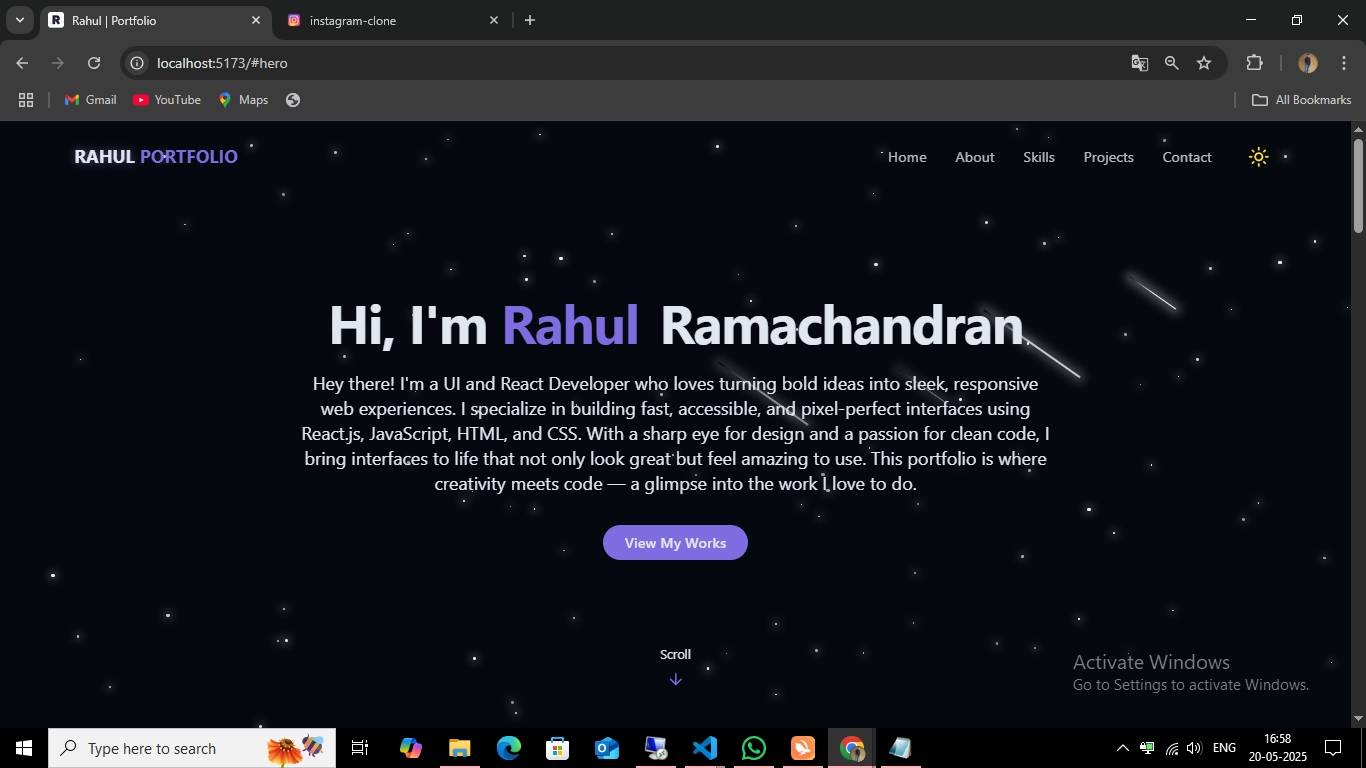 Rahul | Portfolio
instagram-clone
localhost:5173/#hero
Gmail
YouTube
Maps
All Bookmarks
RAHUL PORTFOLIO
Home
About
Skills
Projects
Contact
Hi, I'm Rahul Ramachandran
Hey there! I'm a UI and React Developer who loves turning bold ideas into sleek, responsive
web experiences. I specialize in building fast, accessible, and pixel-perfect interfaces using
React.js, JavaScript, HTML, and CSS. With a sharp eye for design and a passion for clean code, I
bring interfaces to life that not only look great but feel amazing to use. This portfolio is where
creativity meets code — a glimpse into the work I love to do.
View My Works
Scroll
Activate Windows
Go to Settings to activate Windows.
Type here to search
ENG
16:58
20-05-2025